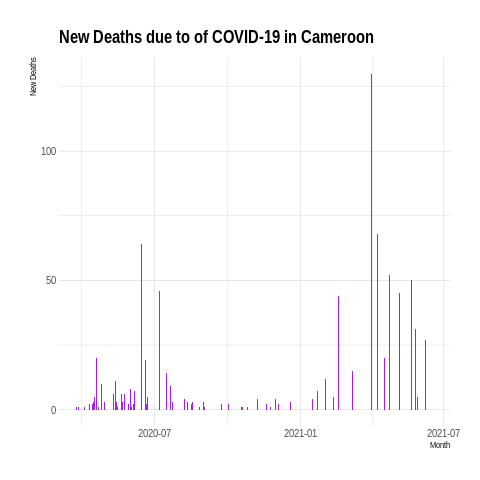 New Deaths due to of COVID-19 in Cameroon
New Deaths
100
50
0
2020-07
2021-01
2021-07
Month